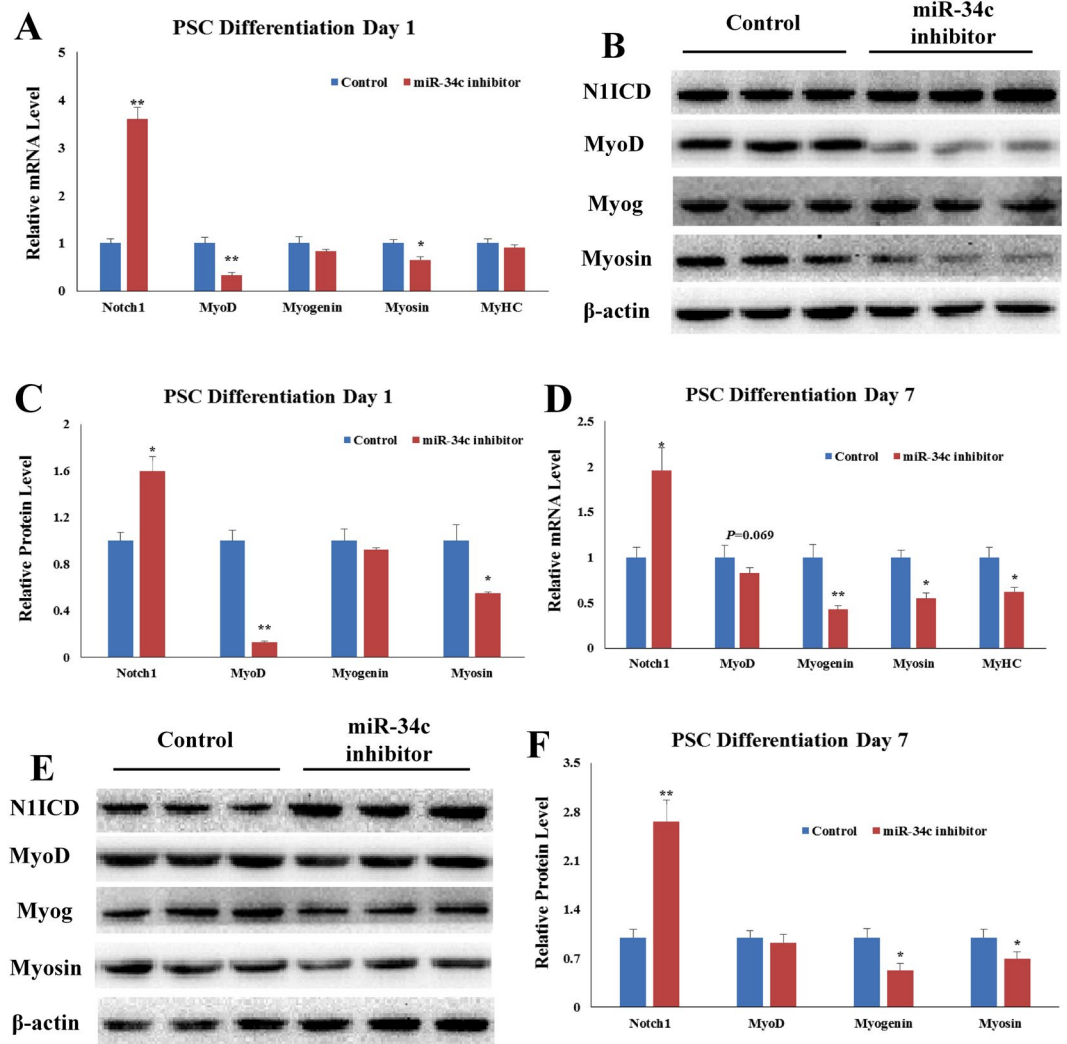 A
PSC Differentiation Day 1
Control
miR-34c inhibitor
Relative mRNA Level
5
4
3
2
1
0
**
**
*
Notch1
MyoD
Myogenin
Myosin
MyHC
B
Control
miR-34c
inhibitor
N1ICD
MyoD
Myog
Myosin
β-actin
C
PSC Differentiation Day 1
Control
miR-34c inhibitor
Relative Protein Level
2
1.6
1.2
0.8
0.4
0
*
**
*
Notch1
MyoD
Myogenin
Myosin
D
PSC Differentiation Day 7
Control
miR-34c inhibitor
Relative mRNA Level
2.5
2
1.5
1
0.5
0
*
P=0.069
**
*
*
Notch1
MyoD
Myogenin
Myosin
MyHC
E
Control
miR-34c
inhibitor
N1ICD
MyoD
Myog
Myosin
β-actin
F
PSC Differentiation Day 7
Control
miR-34c inhibitor
Relative Protein Level
3.5
2.8
2.1
1.4
0.7
0
**
*
*
Notch1
MyoD
Myogenin
Myosin